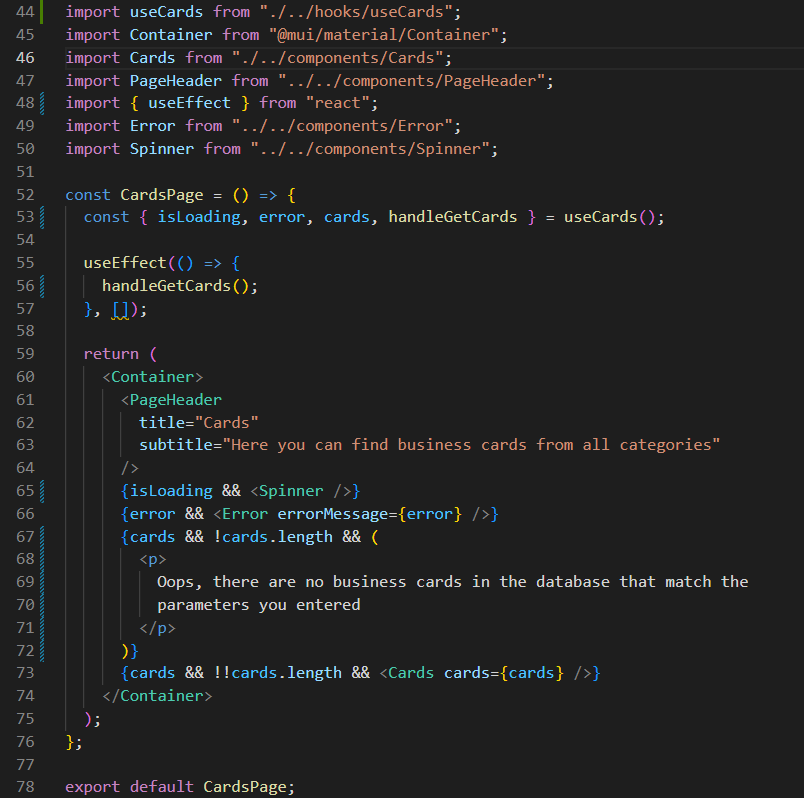 44 import useCards from "./../hooks/useCards";
45 import Container from "@mui/material/Container";
46 import Cards from "./../components/Cards";
47 import PageHeader from "../../components/PageHeader";
48 import { useEffect } from "react";
49 import Error from "../../components/Error";
50 import Spinner from "../../components/Spinner";
51
52 const CardsPage = () => {
53   const { isLoading, error, cards, handleGetCards } = useCards();
54
55   useEffect(() => {
56     handleGetCards();
57   }, []);
58
59   return (
60     <Container>
61       <PageHeader
62         title="Cards"
63         subtitle="Here you can find business cards from all categories"
64       />
65       {isLoading && <Spinner />}
66       {error && <Error errorMessage={error} />}
67       {cards && !cards.length && (
68         <p>
69           Oops, there are no business cards in the database that match the
70           parameters you entered
71         </p>
72       )}
73       {cards && !!cards.length && <Cards cards={cards} />}
74     </Container>
75   );
76 };
77
78 export default CardsPage;